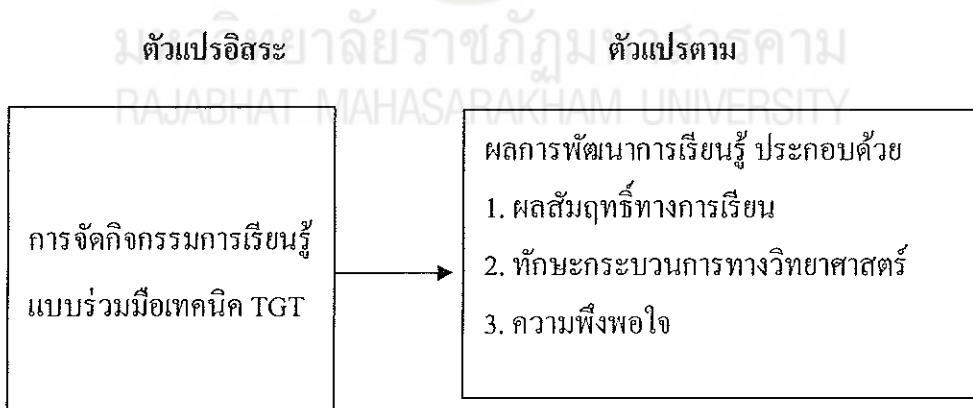 มหาวิทยาลัยราชภัฏมหาสารคาม
RAJABHAT MAHASARAKHAM UNIVERSITY
ตัวแปรอิสระ
ตัวแปรตาม
การจัดกิจกรรมการเรียนรู้
แบบร่วมมือเทคนิค TGT
ผลการพัฒนาการเรียนรู้ ประกอบด้วย
1. ผลสัมฤทธิ์ทางการเรียน
2. ทักษะกระบวนการทางวิทยาศาสตร์
3. ความพึงพอใจ